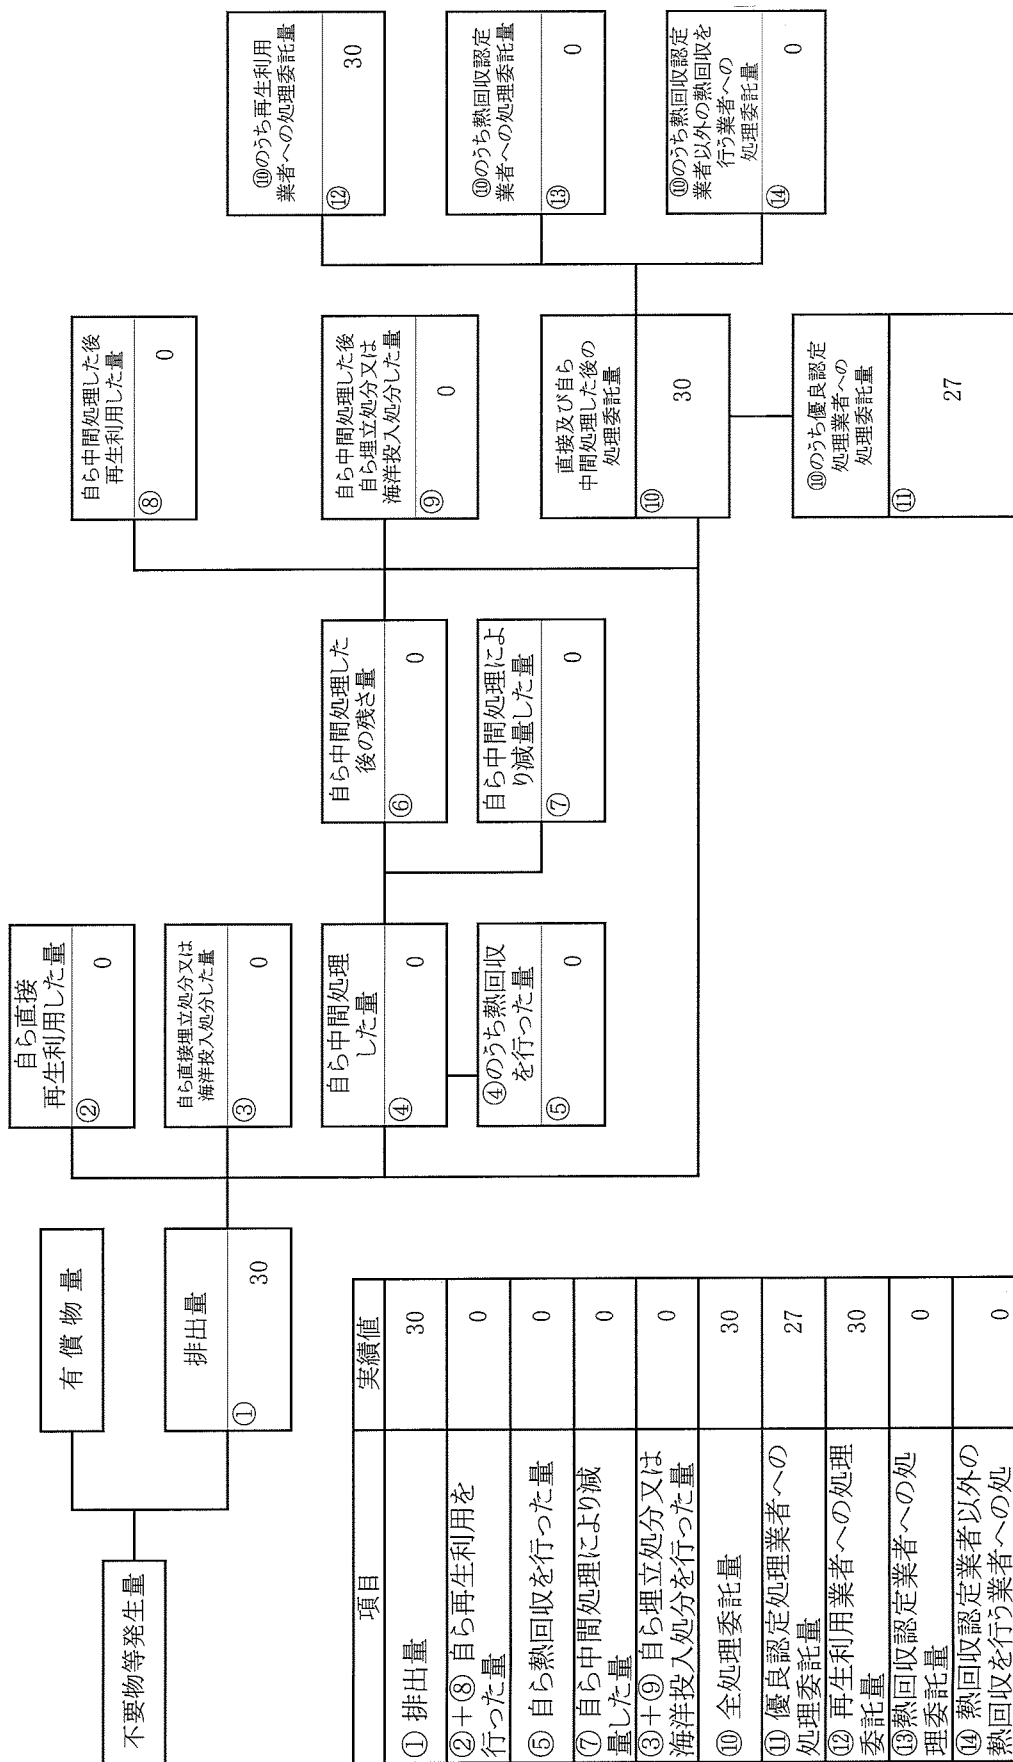 不要物等発生量
有 償 物 量
排出量
①
30
自ら直接
再生利用した量
②
0
自ら直接埋立処分又は
海洋投入処分した量
③
0
自ら中間処理
した量
④
0
④のうち熱回収
を行った量
⑤
0
自ら中間処理した
後の残さ量
⑥
0
自ら中間処理によ
り減量した量
⑦
0
自ら中間処理した後
再生利用した量
⑧
0
自ら中間処理した後
自ら埋立処分又は
海洋投入処分した量
⑨
0
直接及び自ら
中間処理した後の
処理委託量
⑩
30
⑩のうち優良認定
処理業者への
処理委託量
⑪
27
⑩のうち再生利用
業者への処理委託量
⑫
30
⑩のうち熱回収認定
業者への処理委託量
⑬
0
⑩のうち熱回収認定
業者以外の熱回収を
行う業者への
処理委託量
⑭
0
項目 実績値
① 排出量 30
②+⑧ 自ら再生利用を
行った量 0
⑤ 自ら熱回収を行った量 0
⑦ 自ら中間処理により減
量した量 0
③+⑨ 自ら埋立処分又は
海洋投入処分を行った量 0
⑩ 全処理委託量 30
⑪ 優良認定処理業者への
処理委託量 27
⑫ 再生利用業者への処理
委託量 30
⑬熱回収認定業者への処
理委託量 0
⑭ 熱回収認定業者以外の
熱回収を行う業者への処 0